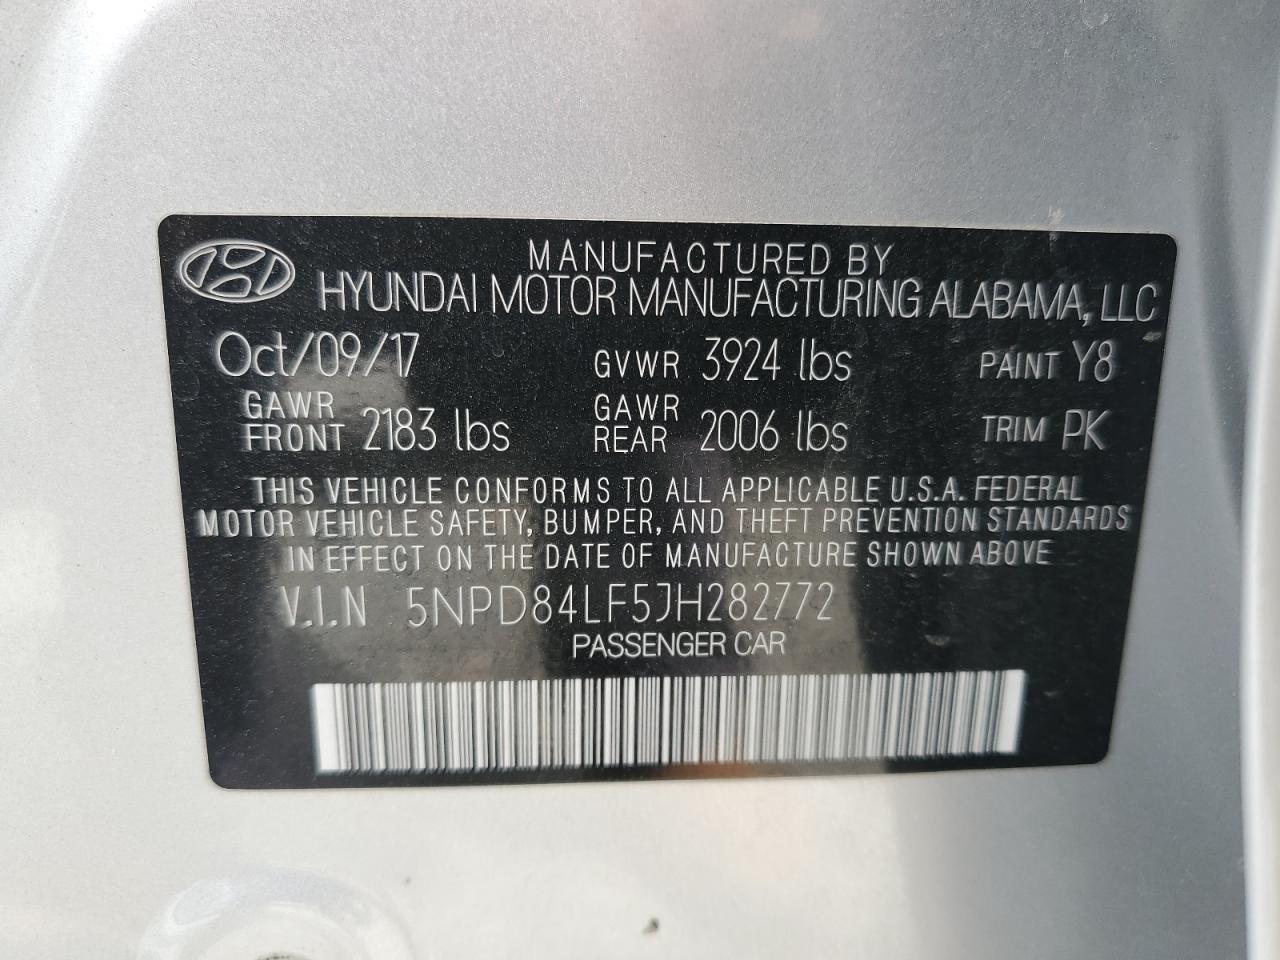 MANUFACTURED BY
HYUNDAI MOTOR MANUFACTURING ALABAMA, LLC
Oct/09/17 GVWR 3924 lbs PAINT Y8
GAWR FRONT 2183 lbs GAWR REAR 2006 lbs TRIM PK
THIS VEHICLE CONFORMS TO ALL APPLICABLE U.S.A. FEDERAL
MOTOR VEHICLE SAFETY, BUMPER, AND THEFT PREVENTION STANDARDS
IN EFFECT ON THE DATE OF MANUFACTURE SHOWN ABOVE
V.I.N 5NPD84LF5JH282772
PASSENGER CAR